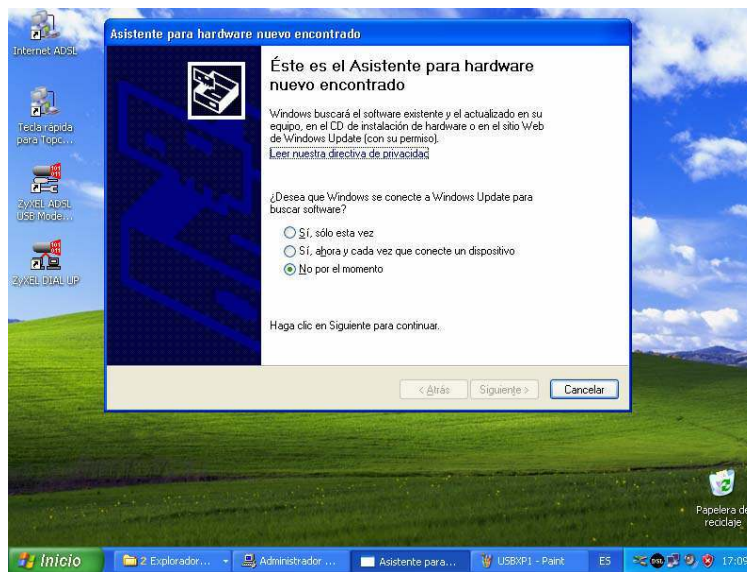 Internet ADSL
Tecla rápida
para Topc...
ZyXEL ADSL
USB Mode...
ZyXEL DIAL UP
Asistente para hardware nuevo encontrado
Éste es el Asistente para hardware
nuevo encontrado
Windows buscará el software existente y el actualizado en su
equipo, en el CD de instalación de hardware o en el sitio Web
de Windows Update (con su permiso).
Leer nuestra directiva de privacidad
¿Desea que Windows se conecte a Windows Update para
buscar software?
Sí, sólo esta vez
Sí, ahora y cada vez que conecte un dispositivo
No por el momento
Haga clic en Siguiente para continuar.
< Atrás
Siguiente >
Cancelar
Papelera de
reciclaje
Inicio
2 Explorador...
Administrador ...
Asistente para...
USBXP1 - Paint
ES
DSL
17:09